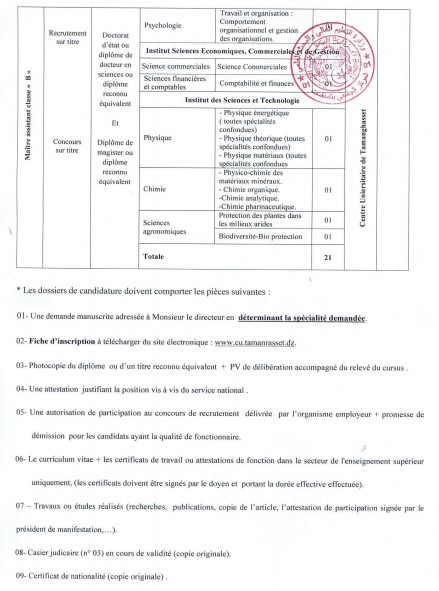 Maître assistant classe « B »
Recrutement
sur titre
Concours
sur titre
Doctorat
d'état ou
diplôme de
docteur en
sciences ou
diplôme
reconnu
équivalent
Et
Diplôme de
magister ou
diplôme
reconnu
équivalent
Psychologie
Travail et organisation :
Comportement
organisationnel et gestion
des organisations.
Institut Sciences Economiques, Commerciales et de Gestion
Science commerciales Science Commerciales 01
Sciences financières
et comptables
Comptabilité et finances 01
Institut des Sciences et Technologie
Physique
- Physique énergétique
( toutes spécialités
confondues)
- Physique théorique (toutes
spécialités confondues)
- Physique matériaux (toutes
spécialités confondues
01
Chimie
- Physico-chimie des
matériaux minéraux.
- Chimie organique.
-Chimie analytique.
-Chimie pharmaceutique.
01
Sciences
agronomiques
Protection des plantes dans
les milieux arides
01
Biodiversité-Bio protection 01
Totale 21
Centre Uiersitaire de Tamanghasset
* Les dossiers de candidature doivent comporter les pièces suivantes :
01- Une demande manuscrite adressée à Monsieur le directeur en déterminant la spécialité demandée.
02- Fiche d'inscription à télécharger du site électronique : www.cu.tamanrasset.dz.
03- Photocopie du diplôme ou d'un titre reconnu équivalent + PV de délibération accompagné du relevé du cursus .
04- Une attestation justifiant la position vis à vis du service national .
05- Une autorisation de participation au concours de recrutement délivrée par l'organisme employeur + promesse de
démission pour les candidats ayant la qualité de fonctionnaire.
06- Le curriculum vitae + les certificats de travail ou attestations de fonction dans le secteur de l'enseignement supérieur
uniquement, (les certificats doivent être signés par le doyen et portant la durée effective effectuée).
07 – Travaux ou études réalisés (recherches, publications, copie de l'article, l'attestation de participation signée par le
président de manifestation,…).
08- Casier judicaire (n° 03) en cours de validité (copie originale).
09- Certificat de nationalité (copie originale) .